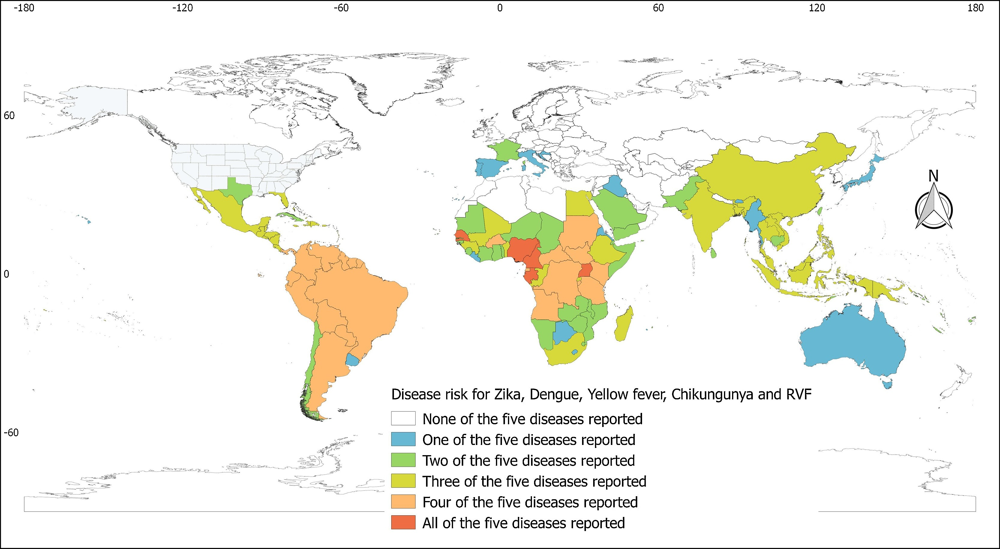 -180 -120 -60 0 60 120 180
60
N
0
Disease risk for Zika, Dengue, Yellow fever, Chikungunya and RVF
None of the five diseases reported
-60
One of the five diseases reported
Two of the five diseases reported
Three of the five diseases reported
Four of the five diseases reported
All of the five diseases reported